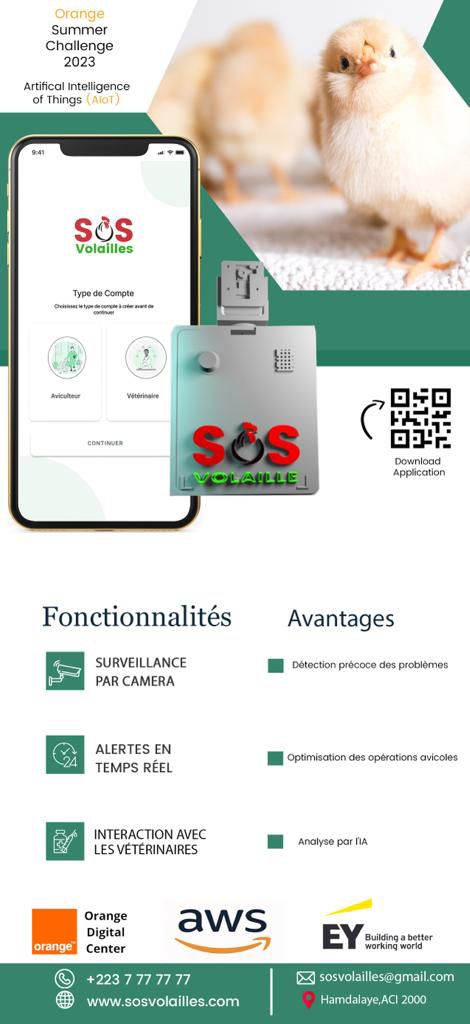 Orange
Summer
Challenge
2023
Artifical Intelligence
of Things (AIoT)
9:41
SOS
Volailles
Type de Compte
Choisissez le type de compte à créer avant de
continuer
Aviculteur
Vétérinaire
CONTINUER
SOS
VOLAILLE
Download
Application
Fonctionnalités
Avantages
SURVEILLANCE
PAR CAMERA
Détection précoce des problèmes
24
ALERTES EN
TEMPS RÉEL
Optimisation des opérations avicoles
INTERACTION AVEC
LES VÉTÉRINAIRES
Analyse par l'IA
orange™
Orange
Digital
Center
aws
EY
Building a better
working world
+223 7 77 77 77
sosvolailles@gmail.com
www.sosvolailles.com
Hamdalaye,ACI 2000